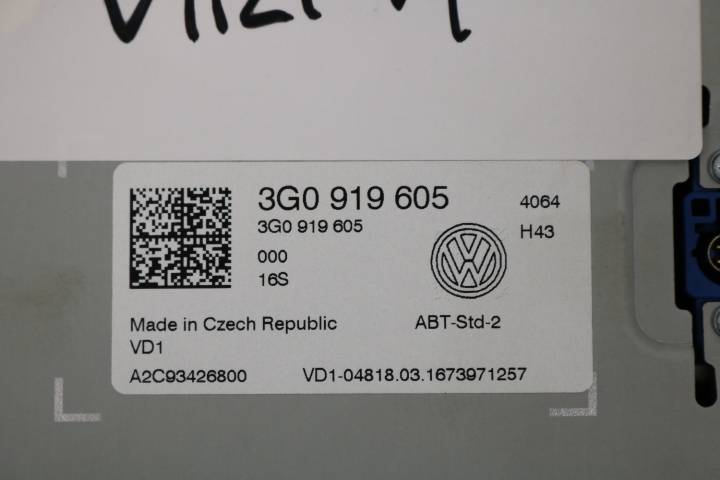 3G0 919 605
4064
3G0 919 605
H43
000
16S
Made in Czech Republic
ABT-Std-2
VD1
A2C93426800
VD1-04818.03.1673971257